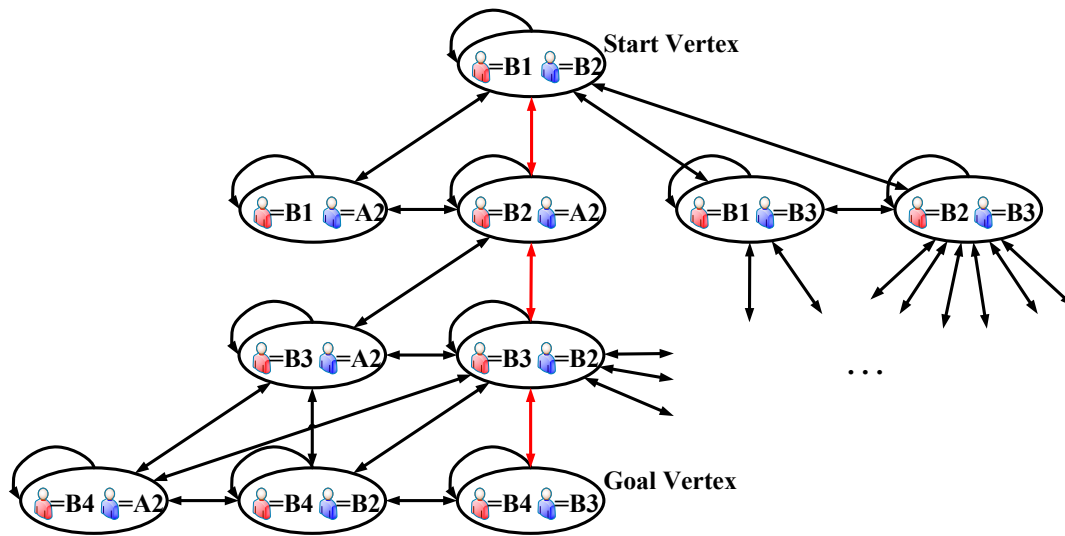 Start Vertex
=B1 =B2
=B1 =A2
=B2 =A2
=B1 =B3
=B2 =B3
=B3 =A2
=B3 =B2
...
=B4 =A2
=B4 =B2
=B4 =B3
Goal Vertex